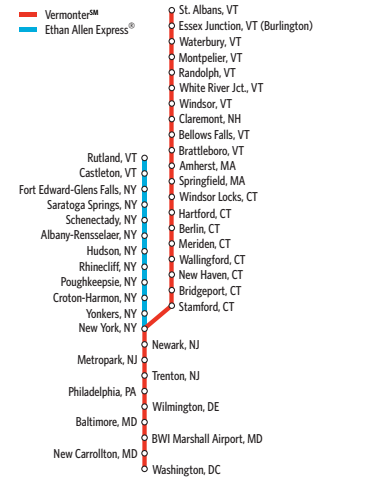 Vermonter℠
Ethan Allen Express®
St. Albans, VT
Essex Junction, VT (Burlington)
Waterbury, VT
Montpelier, VT
Randolph, VT
White River Jct., VT
Windsor, VT
Claremont, NH
Bellows Falls, VT
Brattleboro, VT
Amherst, MA
Springfield, MA
Windsor Locks, CT
Hartford, CT
Berlin, CT
Meriden, CT
Wallingford, CT
New Haven, CT
Bridgeport, CT
Stamford, CT
Rutland, VT
Castleton, VT
Fort Edward-Glens Falls, NY
Saratoga Springs, NY
Schenectady, NY
Albany-Rensselaer, NY
Hudson, NY
Rhinecliff, NY
Poughkeepsie, NY
Croton-Harmon, NY
Yonkers, NY
New York, NY
Newark, NJ
Metropark, NJ
Trenton, NJ
Philadelphia, PA
Wilmington, DE
Baltimore, MD
BWI Marshall Airport, MD
New Carrollton, MD
Washington, DC